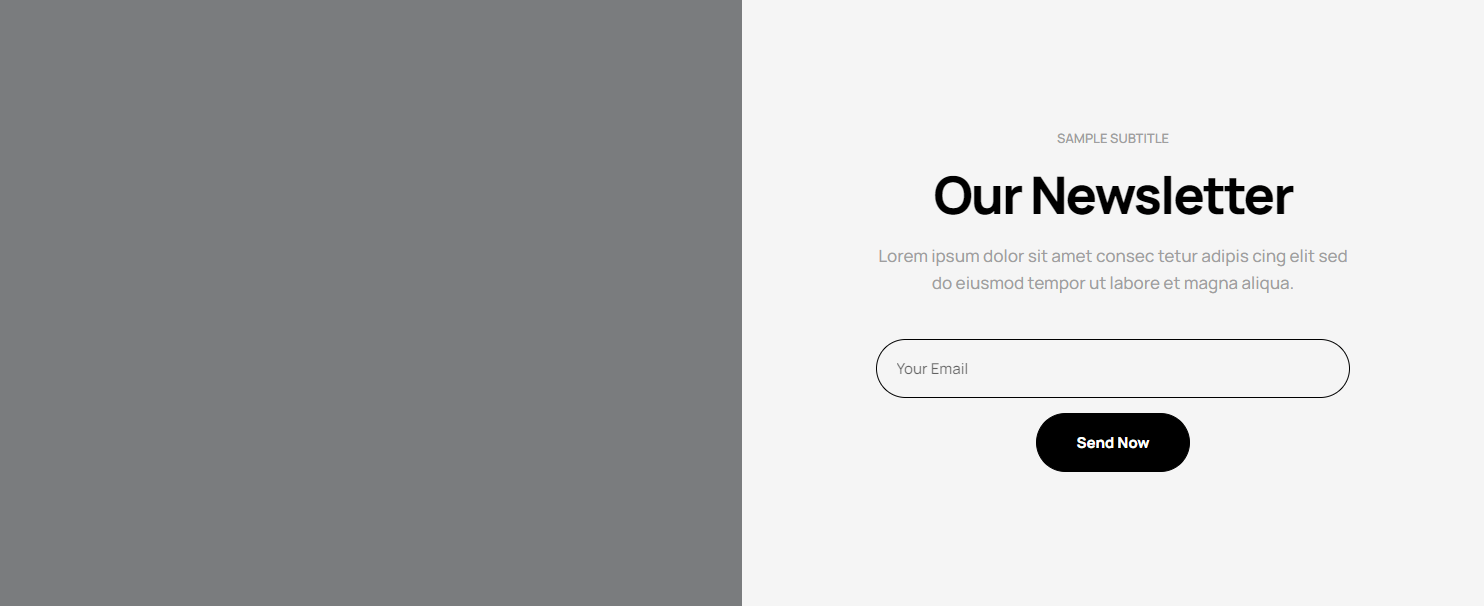 SAMPLE SUBTITLE
Our Newsletter
Lorem ipsum dolor sit amet consec tetur adipis cing elit sed
do eiusmod tempor ut labore et magna aliqua.
Your Email
Send Now